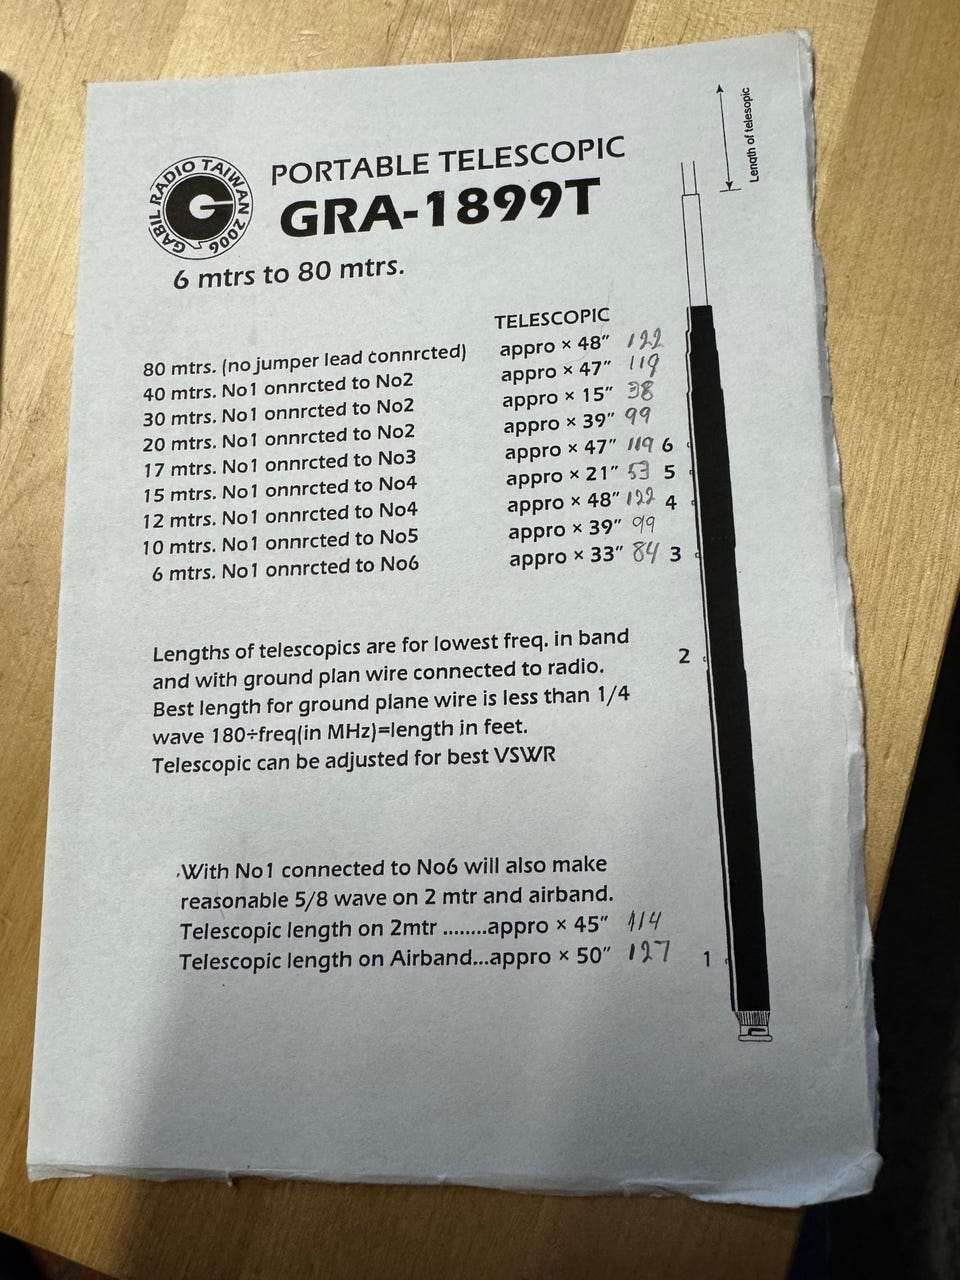 Length of telesopic
GABIL RADIO TAIWAN 2006
PORTABLE TELESCOPIC
GRA-1899T
6 mtrs to 80 mtrs.
TELESCOPIC
80 mtrs. (no jumper lead connrcted) appro × 48" 122
40 mtrs. No1 onnrcted to No2 appro × 47" 119
30 mtrs. No1 onnrcted to No2 appro × 15" 38
20 mtrs. No1 onnrcted to No2 appro × 39" 99
17 mtrs. No1 onnrcted to No3 appro × 47" 119 6
15 mtrs. No1 onnrcted to No4 appro × 21" 53 5
12 mtrs. No1 onnrcted to No4 appro × 48" 122 4
10 mtrs. No1 onnrcted to No5 appro × 39" 99
6 mtrs. No1 onnrcted to No6 appro × 33" 84 3
Lengths of telescopics are for lowest freq. in band
and with ground plan wire connected to radio.
2
Best length for ground plane wire is less than 1/4
wave 180÷freq(in MHz)=length in feet.
Telescopic can be adjusted for best VSWR
.With No1 connected to No6 will also make
reasonable 5/8 wave on 2 mtr and airband.
Telescopic length on 2mtr ........appro × 45" 114
Telescopic length on Airband...appro × 50" 127 1